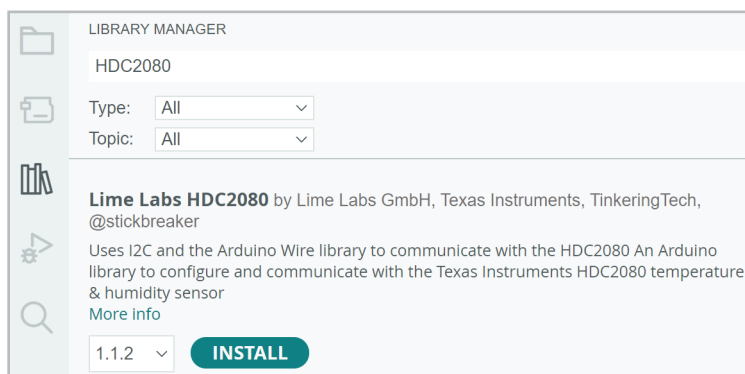 LIBRARY MANAGER
HDC2080
Type: All
Topic: All
Lime Labs HDC2080 by Lime Labs GmbH, Texas Instruments, TinkeringTech,
@stickbreaker
Uses I2C and the Arduino Wire library to communicate with the HDC2080 An Arduino
library to configure and communicate with the Texas Instruments HDC2080 temperature
& humidity sensor
More info
1.1.2 INSTALL